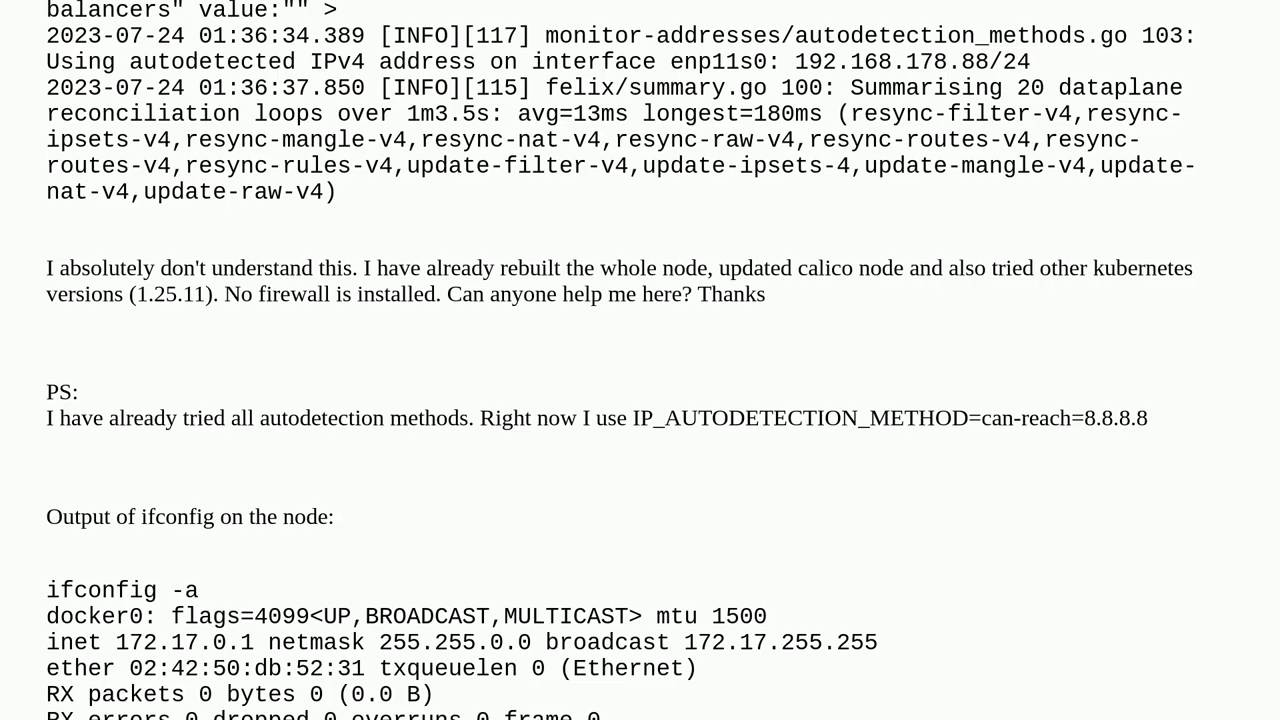 balancers" value:"" >
2023-07-24 01:36:34.389 [INFO][117] monitor-addresses/autodetection_methods.go 103:
Using autodetected IPv4 address on interface enp11s0: 192.168.178.88/24
2023-07-24 01:36:37.850 [INFO][115] felix/summary.go 100: Summarising 20 dataplane
reconciliation loops over 1m3.5s: avg=13ms longest=180ms (resync-filter-v4,resync-
ipsets-v4,resync-mangle-v4,resync-nat-v4,resync-raw-v4,resync-routes-v4,resync-
routes-v4,resync-rules-v4,update-filter-v4,update-ipsets-4,update-mangle-v4,update-
nat-v4,update-raw-v4)
I absolutely don't understand this. I have already rebuilt the whole node, updated calico node and also tried other kubernetes
versions (1.25.11). No firewall is installed. Can anyone help me here? Thanks
PS:
I have already tried all autodetection methods. Right now I use IP_AUTODETECTION_METHOD=can-reach=8.8.8.8
Output of ifconfig on the node:
ifconfig -a
docker0: flags=4099<UP,BROADCAST,MULTICAST> mtu 1500
inet 172.17.0.1 netmask 255.255.0.0 broadcast 172.17.255.255
ether 02:42:50:db:52:31 txqueuelen 0 (Ethernet)
RX packets 0 bytes 0 (0.0 B)
RX errors 0 dropped 0 overruns 0 frame 0